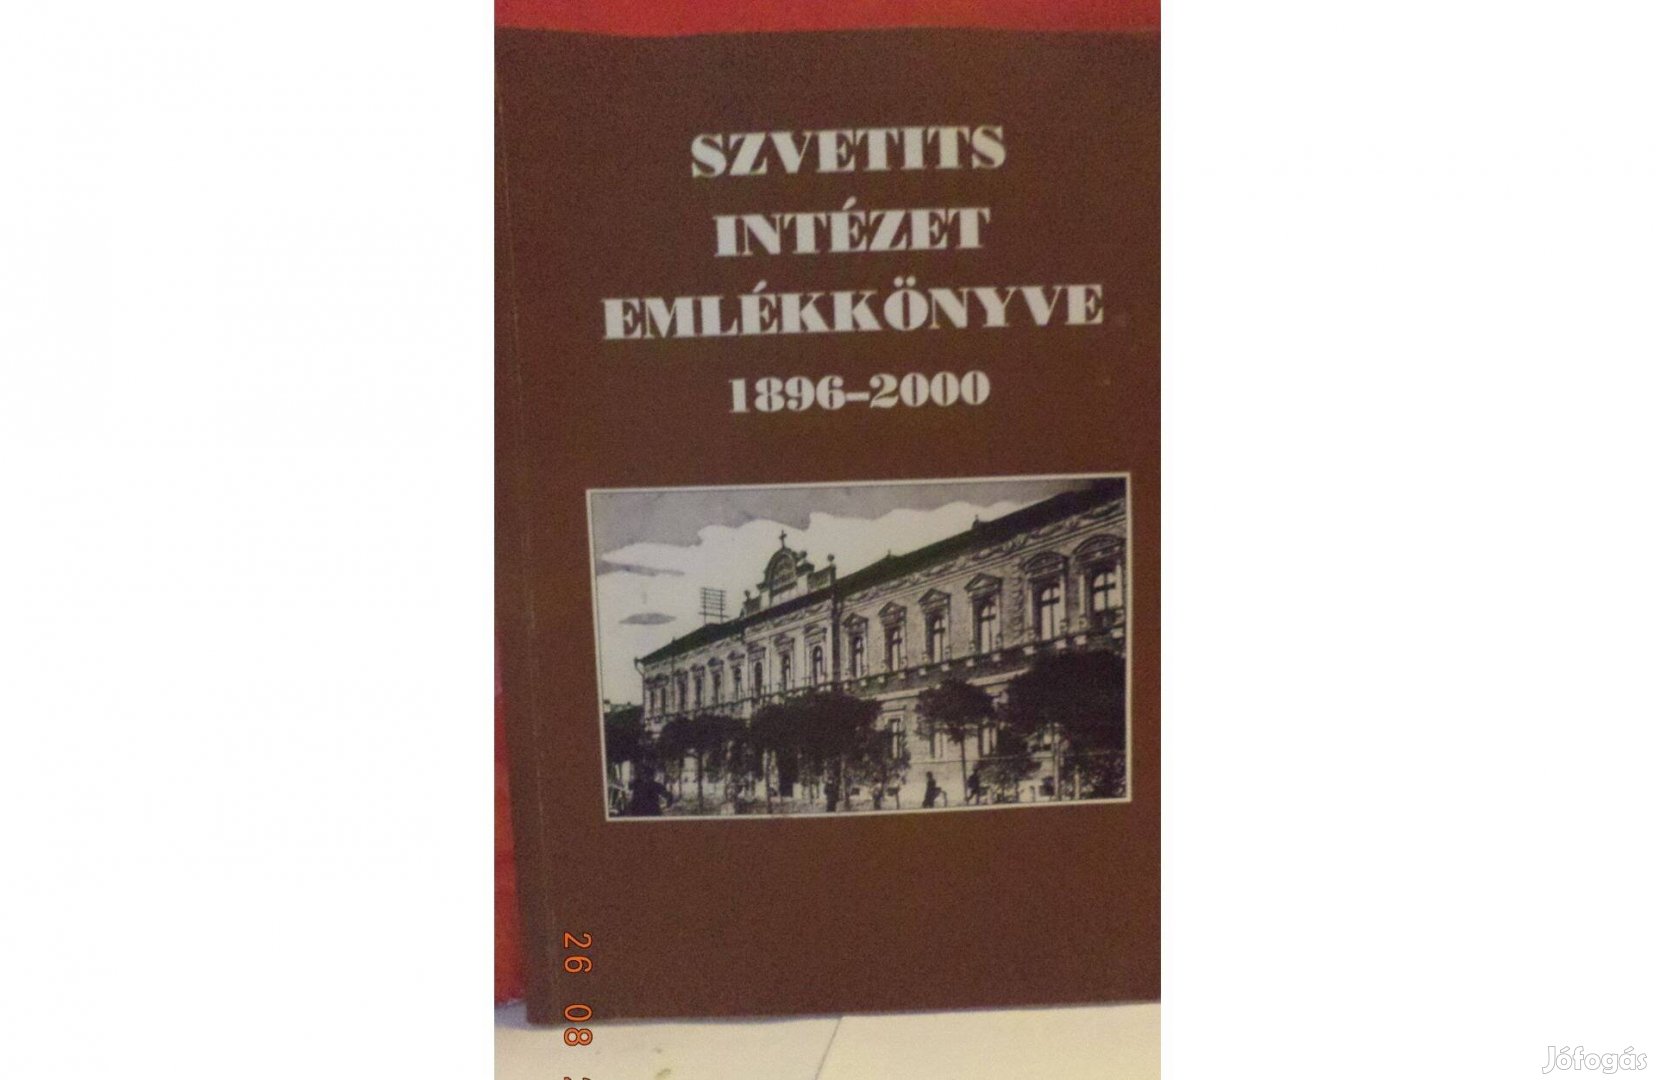 SZVETITS
INTÉZET
EMLÉKKÖNYVE
1896–2000
26 08
Jófogás